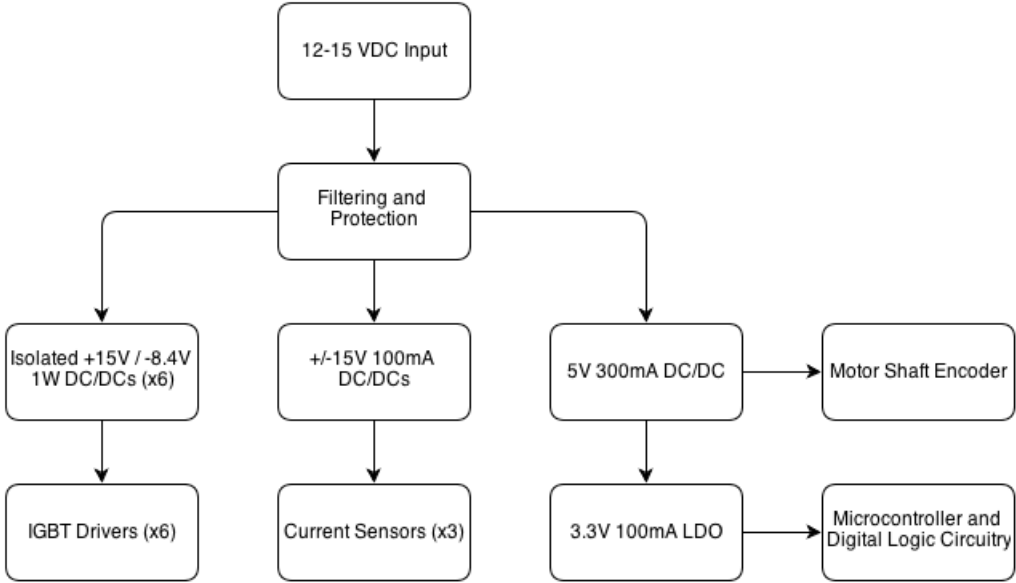 12-15 VDC Input
Filtering and
Protection
Isolated +15V / -8.4V
1W DC/DCs (x6)
+/-15V 100mA
DC/DCs
5V 300mA DC/DC
Motor Shaft Encoder
IGBT Drivers (x6)
Current Sensors (x3)
3.3V 100mA LDO
Microcontroller and
Digital Logic Circuitry